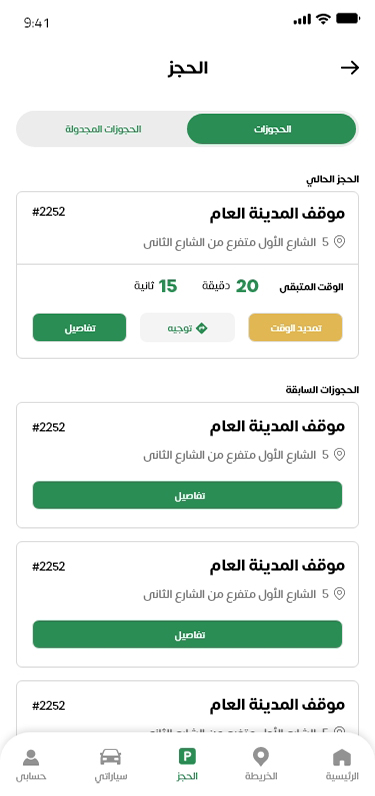 9:41
الحجز
الحجوزات
الحجوزات المجدولة
الحجز الحالي
موقف المدينة العام
#2252
5 الشارع الأول متفرع من الشارع الثانى
الوقت المتبقى 20 دقيقة 15 ثانية
تمديد الوقت
توجيه
تفاصيل
الحجوزات السابقة
موقف المدينة العام
#2252
5 الشارع الأول متفرع من الشارع الثانى
تفاصيل
موقف المدينة العام
#2252
5 الشارع الأول متفرع من الشارع الثانى
تفاصيل
موقف المدينة العام
#2252
الرئيسية
الخريطة
الحجز
سياراتي
حسابى